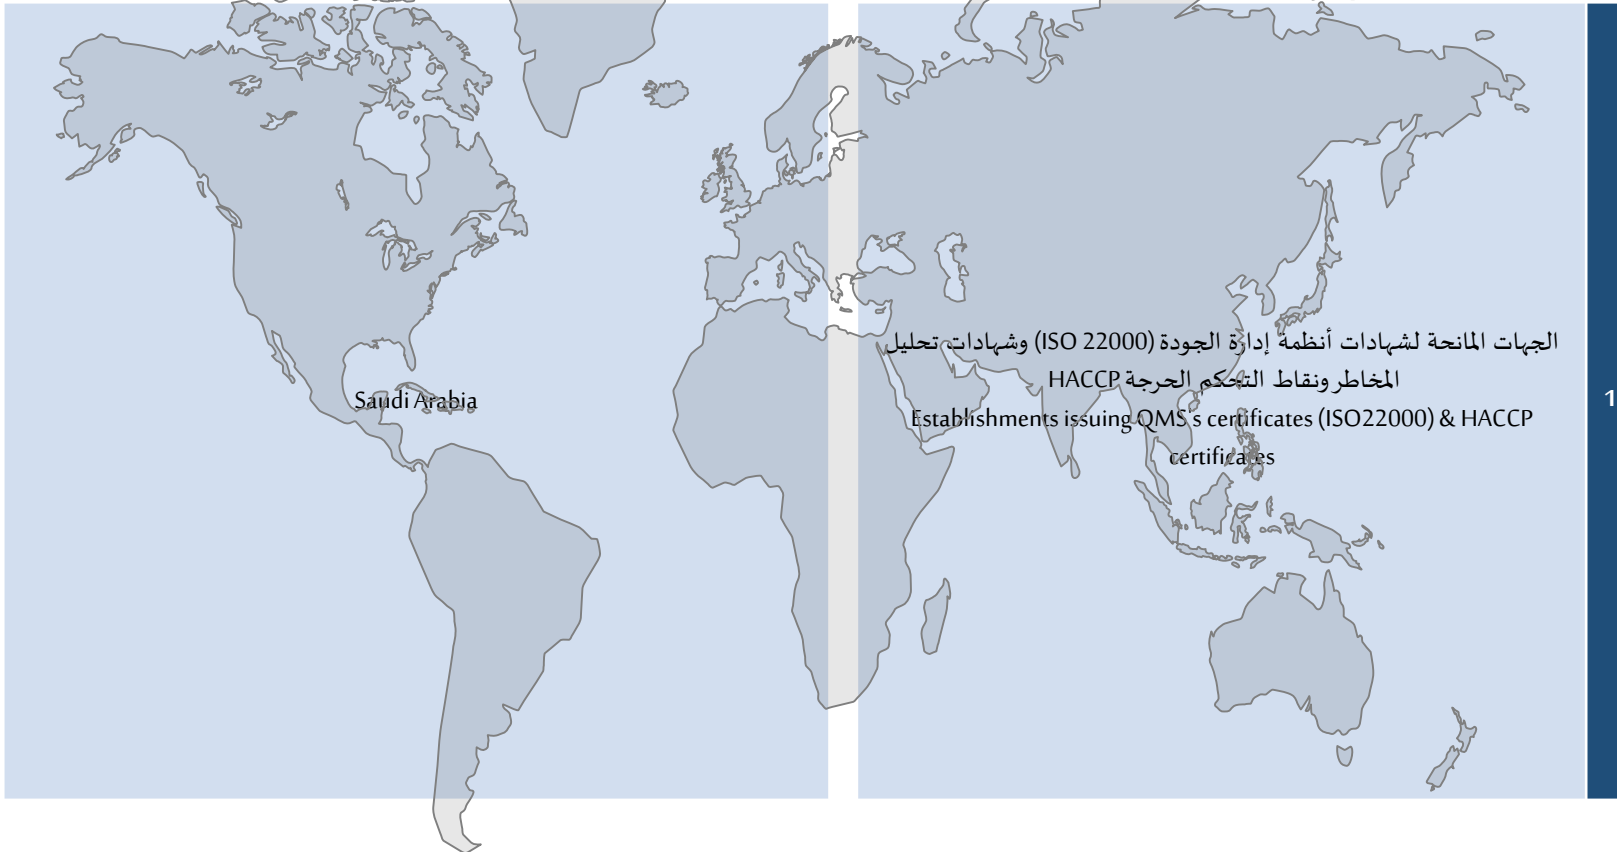 الجهات المانحة لشهادات أنظمة إدارة الجودة (ISO 22000) وشهادات تحليل
المخاطر ونقاط التحكم الحرجة HACCP
Establishments issuing QMS's certificates (ISO22000) & HACCP
certificates
Saudi Arabia
1